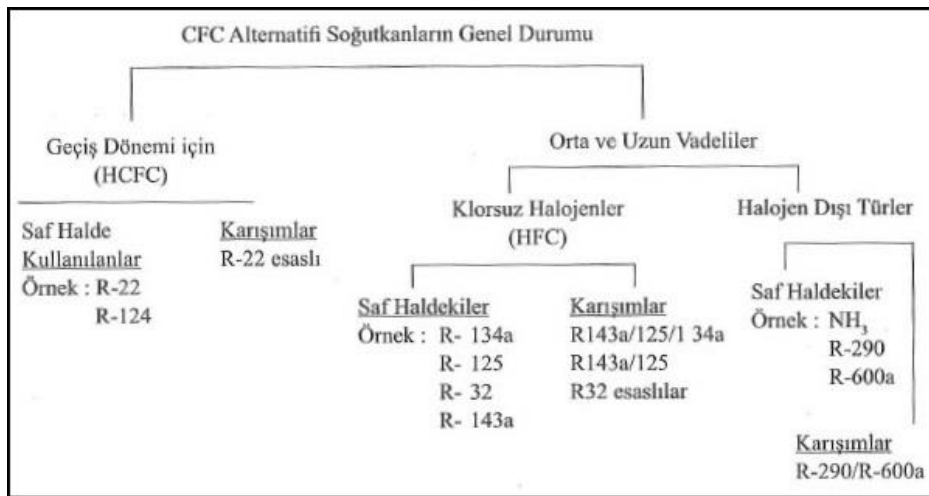 CFC Alternatifi Soğutkanların Genel Durumu
Geçiş Dönemi için
(HCFC)
Saf Halde
Kullanılanlar
Örnek : R-22
R-124
Karışımlar
R-22 esaslı
Orta ve Uzun Vadeliler
Klorsuz Halojenler
(HFC)
Saf Haldekiler
Örnek : R- 134a
R- 125
R- 32
R- 143a
Karışımlar
R143a/125/1 34a
R143a/125
R32 esaslılar
Halojen Dışı Türler
Saf Haldekiler
Örnek : NH3
R-290
R-600a
Karışımlar
R-290/R-600a